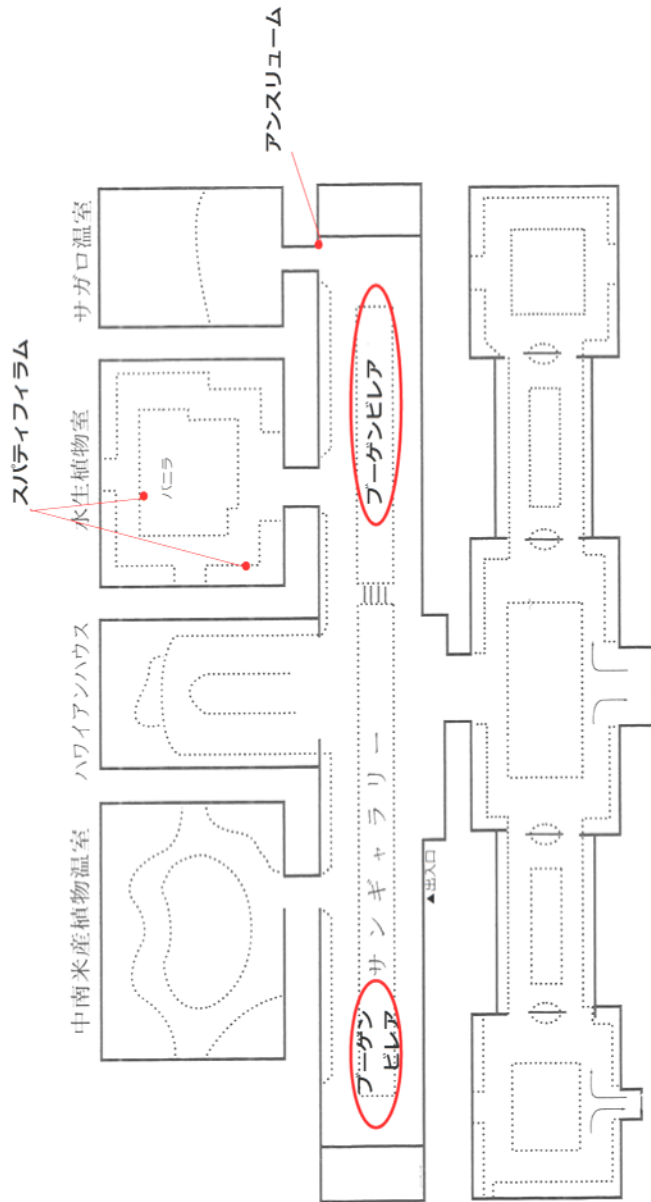 スパティフィラム
アンスリューム
中南米産植物温室
ハワイアンハウス
水生植物室
サガロ温室
バニラ
ブーゲン
ビレア
サンギャラリー
ブーゲンビレア
▲出入口